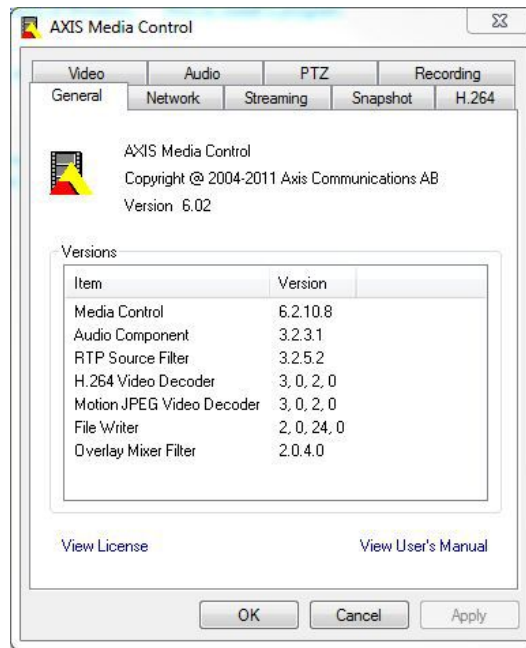 AXIS Media Control
Video Audio PTZ Recording
General Network Streaming Snapshot H.264
AXIS Media Control
Copyright @ 2004-2011 Axis Communications AB
Version 6.02
Versions
Item Version
Media Control 6.2.10.8
Audio Component 3.2.3.1
RTP Source Filter 3.2.5.2
H.264 Video Decoder 3, 0, 2, 0
Motion JPEG Video Decoder 3, 0, 2, 0
File Writer 2, 0, 24, 0
Overlay Mixer Filter 2.0.4.0
View License View User's Manual
OK Cancel Apply